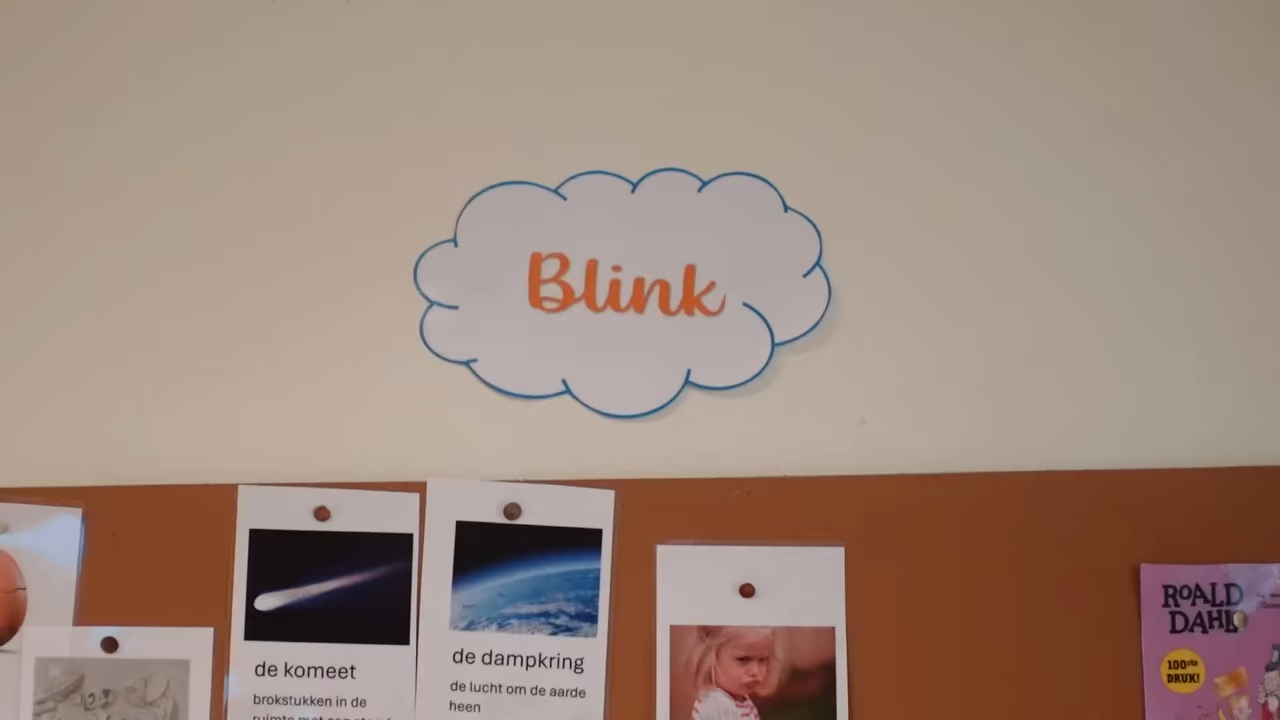 Blink
de komeet
brokstukken in de
de dampkring
de lucht om de aarde
heen
ROALD
DAHL
100ste
DRUK!